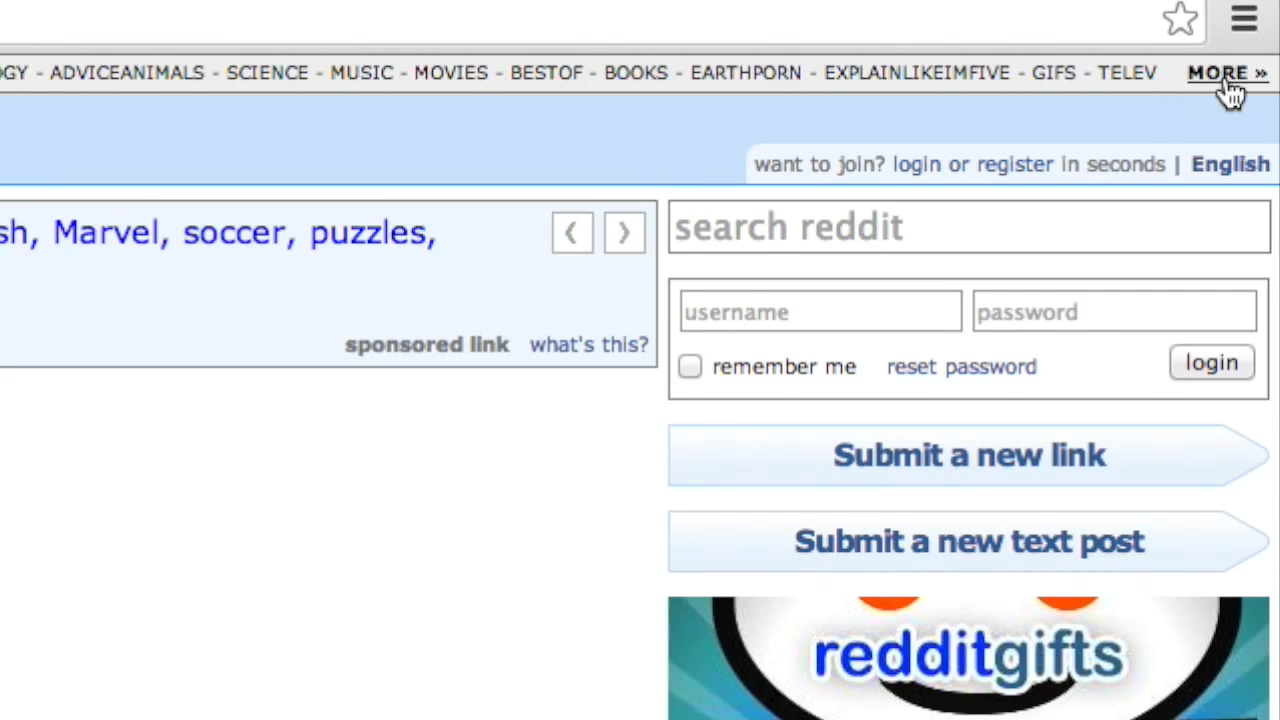 OGY - ADVICEANIMALS - SCIENCE - MUSIC - MOVIES - BESTOF - BOOKS - EARTHPORN - EXPLAINLIKEIMFIVE - GIFS - TELEV MORE »
want to join? login or register in seconds | English
sh, Marvel, soccer, puzzles,
search reddit
username password
sponsored link what's this?
remember me reset password login
Submit a new link
Submit a new text post
redditgifts